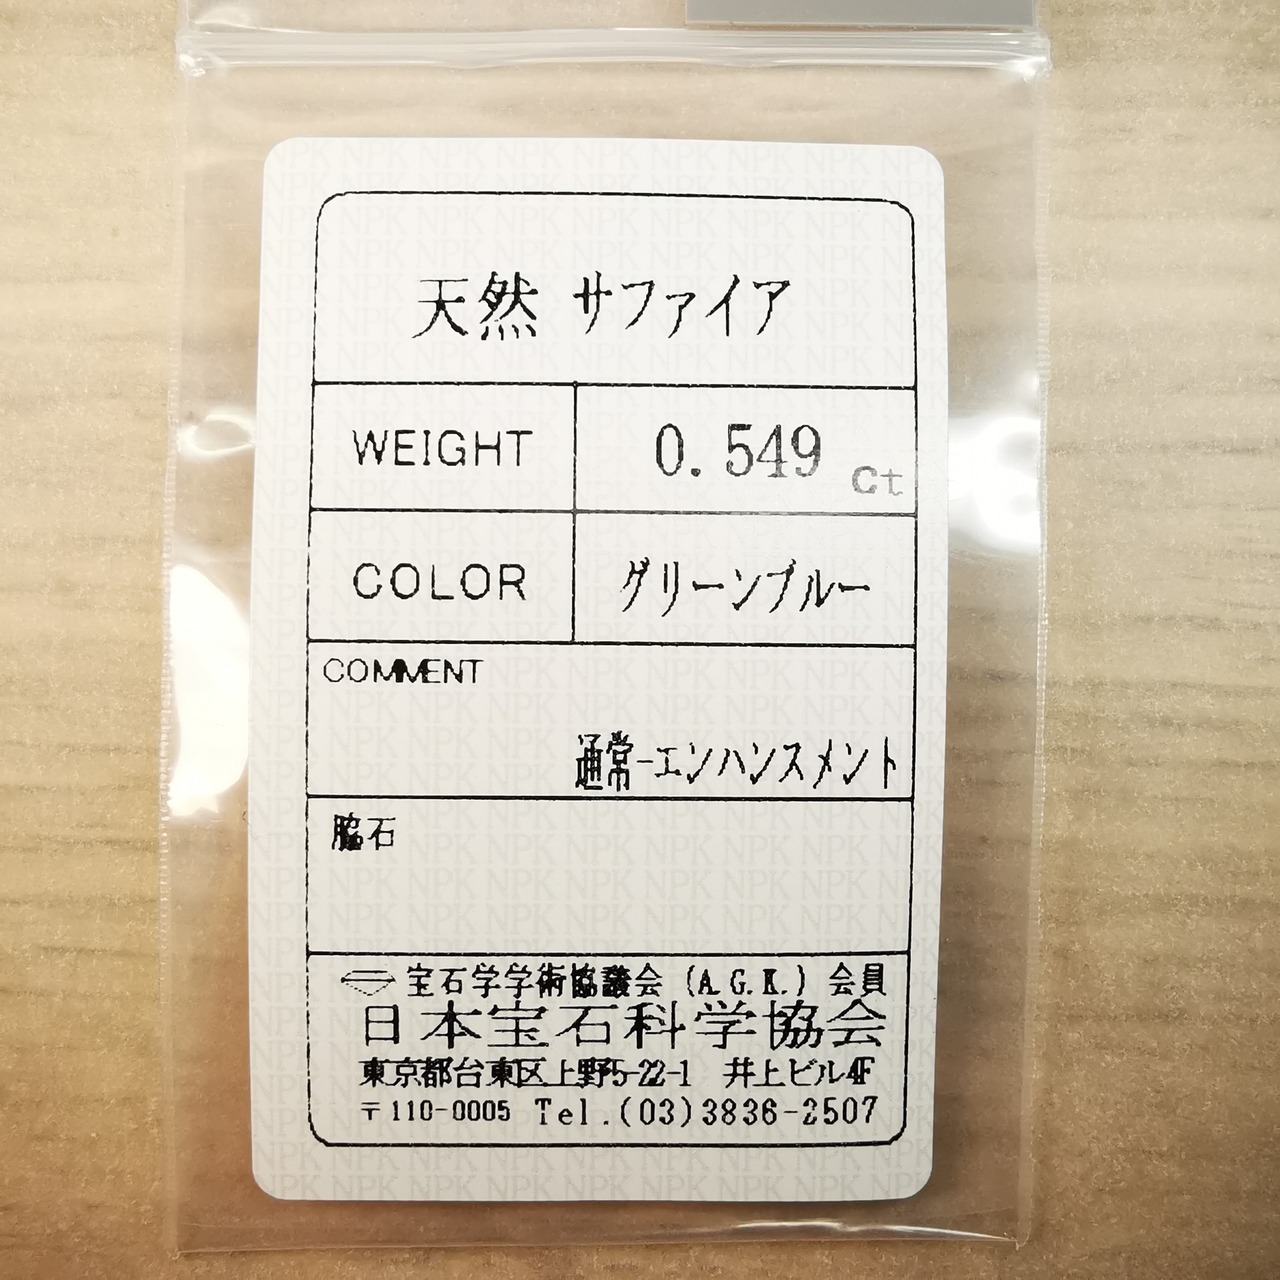 天然 サファイア
WEIGHT 0.549 ct
COLOR グリーンブルー
COMMENT
通常-エンハンスメント
脇石
宝石学学術協議会 (A.G.K.) 会員
日本宝石科学協会
東京都台東区上野5-22-1 井上ビル4F
〒110-0005 Tel.(03)3836-2507